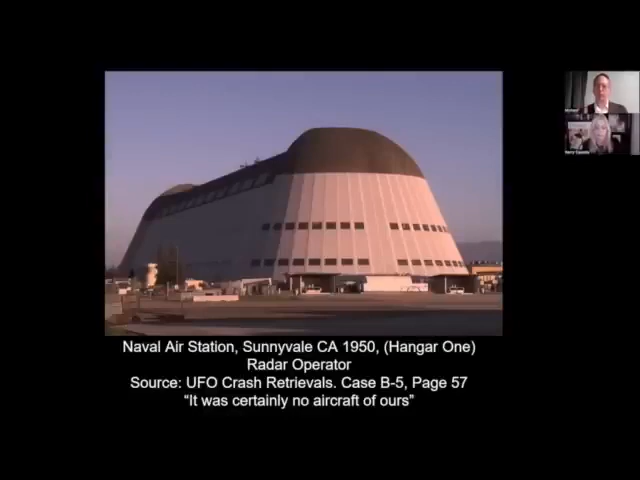 Naval Air Station, Sunnyvale CA 1950, (Hangar One)
Radar Operator
Source: UFO Crash Retrievals. Case B-5, Page 57
“It was certainly no aircraft of ours”